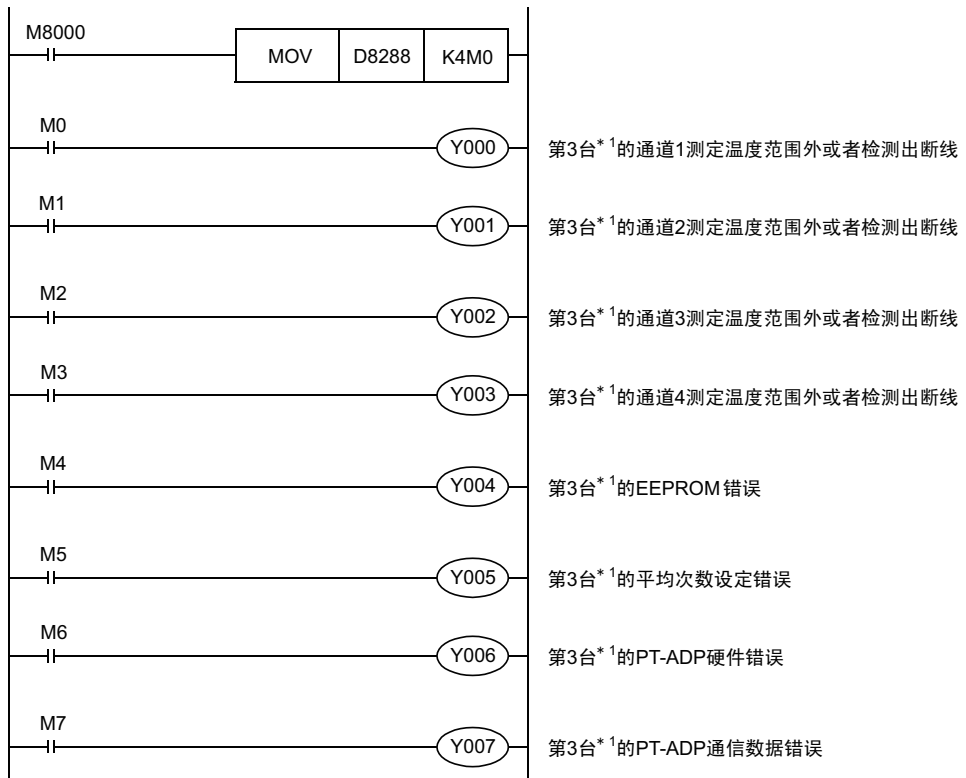 M8000
MOV D8288 K4M0
M0
Y000 第3台*1的通道1测定温度范围外或者检测出断线
M1
Y001 第3台*1的通道2测定温度范围外或者检测出断线
M2
Y002 第3台*1的通道3测定温度范围外或者检测出断线
M3
Y003 第3台*1的通道4测定温度范围外或者检测出断线
M4
Y004 第3台*1的EEPROM错误
M5
Y005 第3台*1的平均次数设定错误
M6
Y006 第3台*1的PT-ADP硬件错误
M7
Y007 第3台*1的PT-ADP通信数据错误